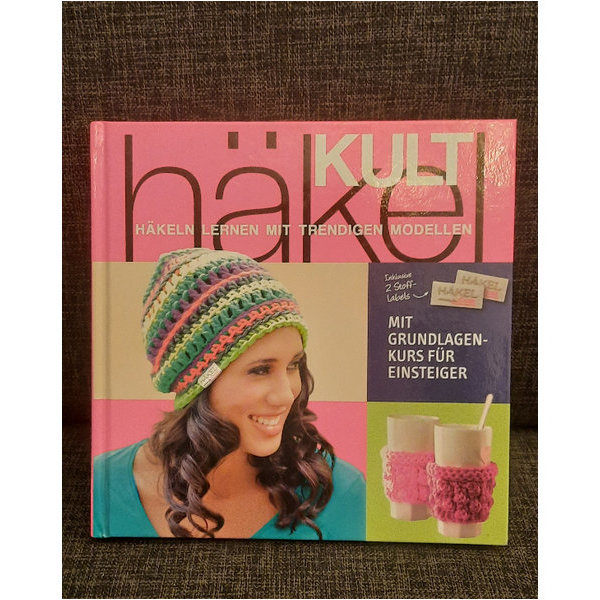 häkel
KULT
HÄKELN LERNEN MIT TRENDIGEN MODELLEN
Inklusive
2 Stoff-
Labels
HÄKEL
HÄKEL
MIT
GRUNDLAGEN-
KURS FÜR
EINSTEIGER